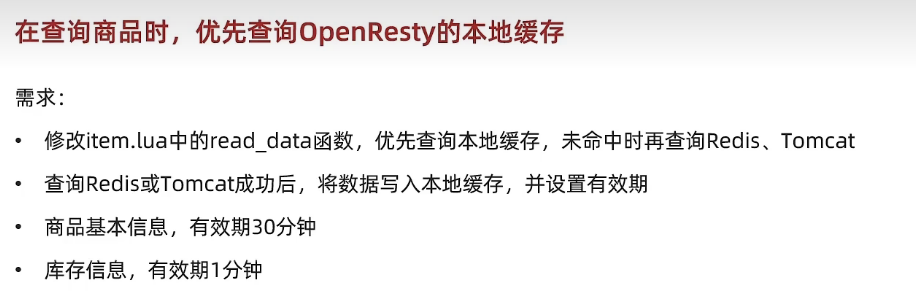 在查询商品时，优先查询OpenResty的本地缓存
需求：
• 修改item.lua中的read_data函数，优先查询本地缓存，未命中时再查询Redis、Tomcat
• 查询Redis或Tomcat成功后，将数据写入本地缓存，并设置有效期
• 商品基本信息，有效期30分钟
• 库存信息，有效期1分钟